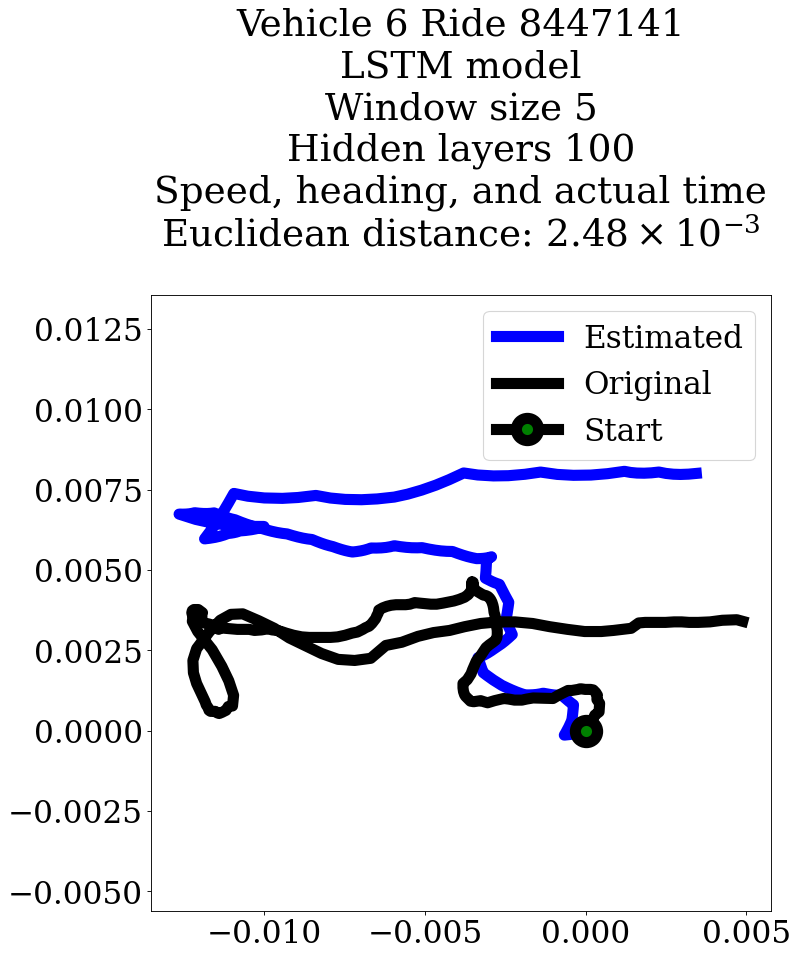 Vehicle 6 Ride 8447141
LSTM model
Window size 5
Hidden layers 100
Speed, heading, and actual time
Euclidean distance: 2.48 × 10⁻³
Estimated
Original
Start
0.0125
0.0100
0.0075
0.0050
0.0025
0.0000
−0.0025
−0.0050
−0.010 −0.005 0.000 0.005